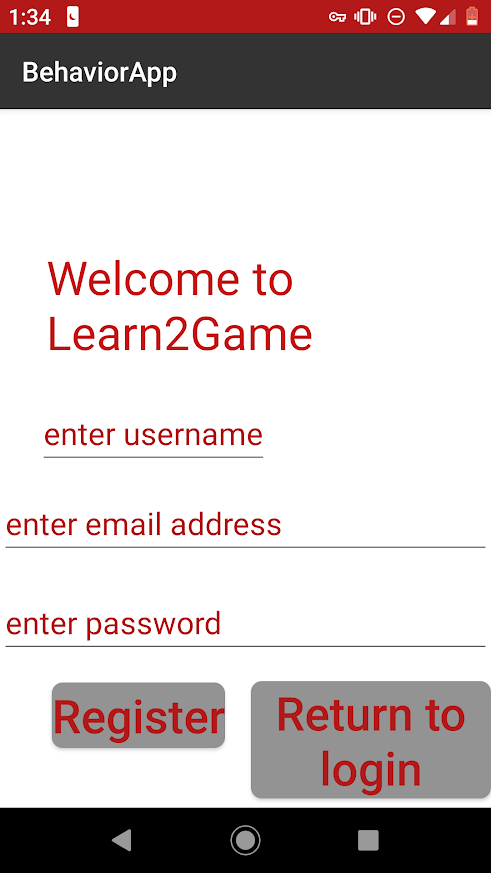 1:34
BehaviorApp
Welcome to
Learn2Game
enter username
enter email address
enter password
Register
Return to
login